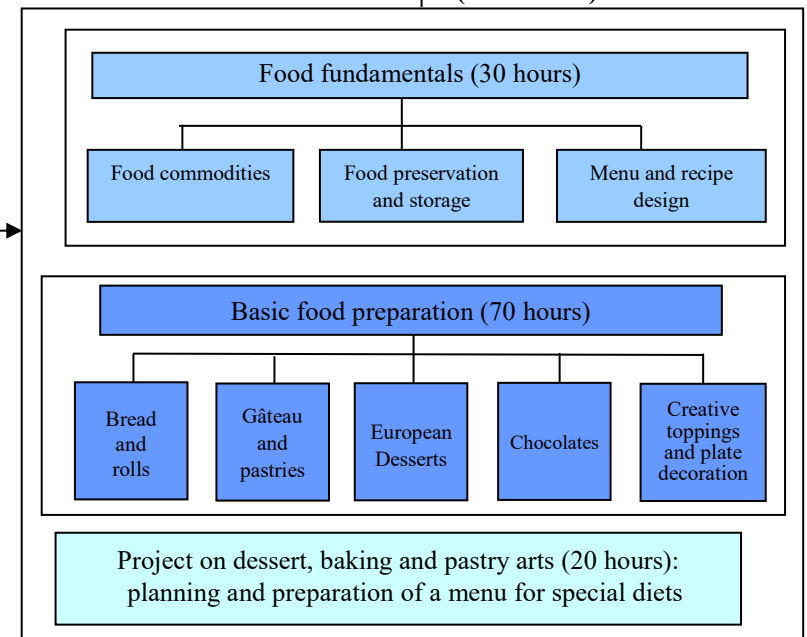 Food fundamentals (30 hours)
Food commodities
Food preservation
and storage
Menu and recipe
design
Basic food preparation (70 hours)
Bread
and
rolls
Gâteau
and
pastries
European
Desserts
Chocolates
Creative
toppings
and plate
decoration
Project on dessert, baking and pastry arts (20 hours):
planning and preparation of a menu for special diets